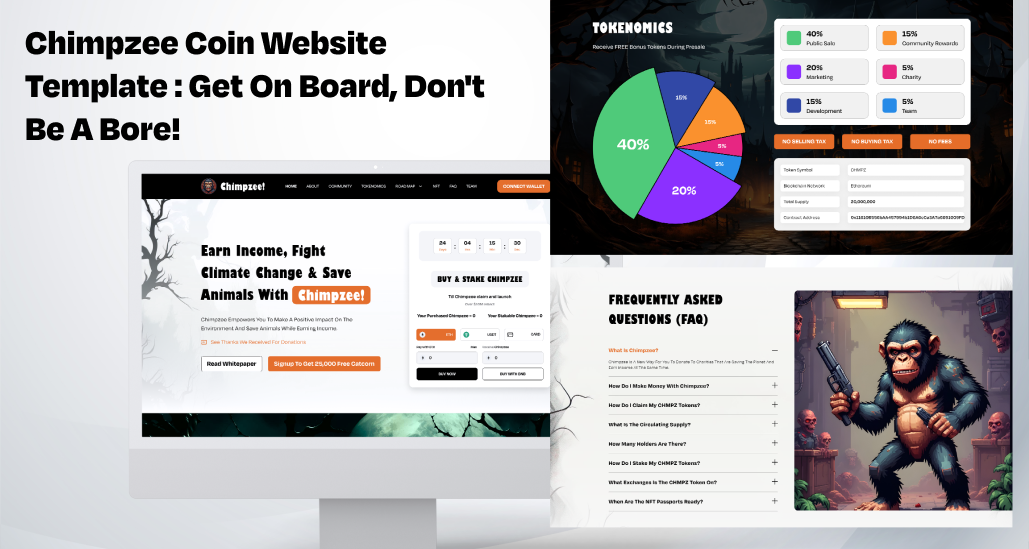 Chimpzee Coin Website
Template : Get On Board, Don't
Be A Bore!
Chimpzee!
HOME ABOUT COMMUNITY TOKENOMICS ROADMAP NFT FAQ TEAM
CONNECT WALLET
Earn Income, Fight
Climate Change & Save
Animals With Chimpzee!
Chimpzee Empowers You To Make A Positive Impact On The
Environment And Save Animals While Earning Income.
See Thanks We Received For Donations
Read Whitepaper
Signup To Get 25,000 Free Catcorn
24 : 04 : 15 : 30
BUY & STAKE CHIMPZEE
Till Chimpzee claim and launch
Your Purchased Chimpzee = 0 Your Stakable Chimpzee = 0
ETH USDT CARD
0 0
BUY NOW BUY WITH BNB
TOKENOMICS
Receive FREE Bonus Tokens During Presale
40%
15%
15%
5%
5%
20%
40%
Public Sale
15%
Community Rewards
20%
Marketing
5%
Charity
15%
Development
5%
Team
NO SELLING TAX NO BUYING TAX NO FEES
Token Symbol CHMPZ
Blockchain Network Ethereum
Total Supply 25,000,000
Contract Address
FREQUENTLY ASKED
QUESTIONS (FAQ)
What Is Chimpzee?
Chimpzee Is A New Way For You To Donate To Charities That Are Saving The Planet And
Earn Income At The Same Time.
How Do I Make Money With Chimpzee?
How Do I Claim My CHMPZ Tokens?
What Is The Circulating Supply?
How Many Holders Are There?
How Do I Stake My CHMPZ Tokens?
What Exchanges Is The CHMPZ Token On?
When Are The NFT Passports Ready?